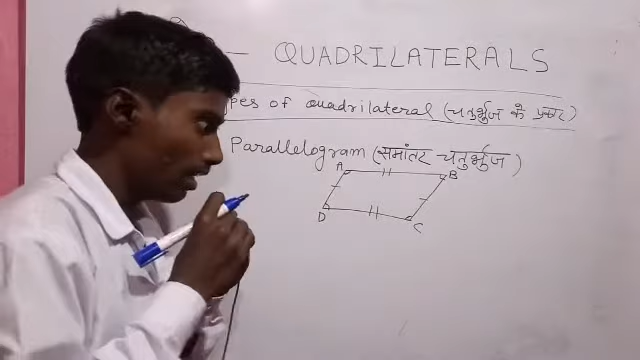 — QUADRILATERALS
pes of quadrilateral (चतुर्भुज के प्रकार)
Parallelogram (समांतर -चतुर्भुज)
A B
D C